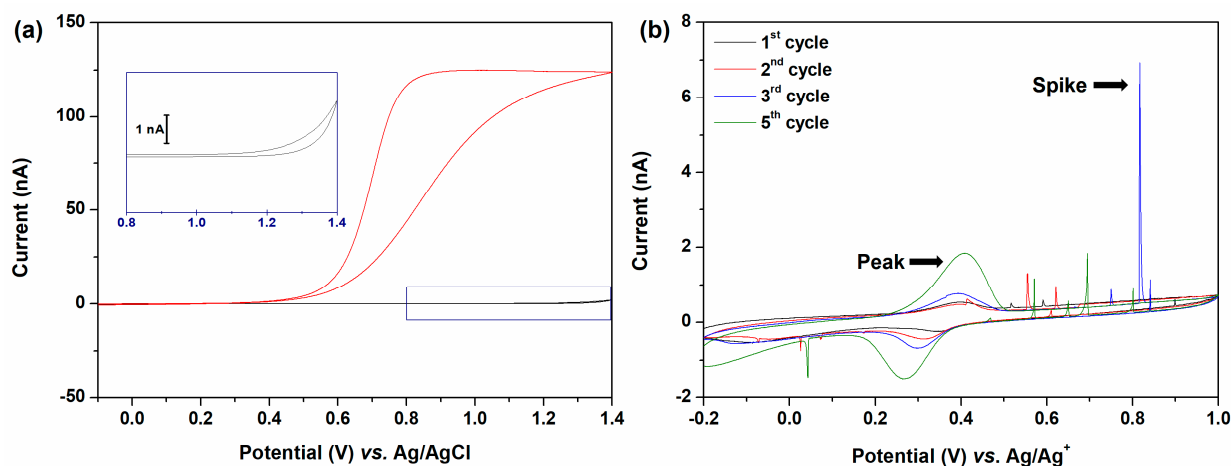 (a)
150
100
50
0
-50
Current (nA)
0.0 0.2 0.4 0.6 0.8 1.0 1.2 1.4
Potential (V) vs. Ag/AgCl
1 nA
0.8 1.0 1.2 1.4
(b)
8
6
4
2
0
-2
Current (nA)
1st cycle
2nd cycle
3rd cycle
5th cycle
Spike
Peak
-0.2 0.0 0.2 0.4 0.6 0.8 1.0
Potential (V) vs. Ag/Ag+